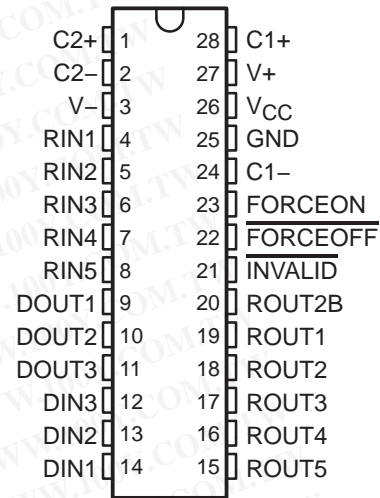 C2+ 1 28 C1+
C2− 2 27 V+
V− 3 26 VCC
RIN1 4 25 GND
RIN2 5 24 C1−
RIN3 6 23 FORCEON
RIN4 7 22 FORCEOFF
RIN5 8 21 INVALID
DOUT1 9 20 ROUT2B
DOUT2 10 19 ROUT1
DOUT3 11 18 ROUT2
DIN3 12 17 ROUT3
DIN2 13 16 ROUT4
DIN1 14 15 ROUT5